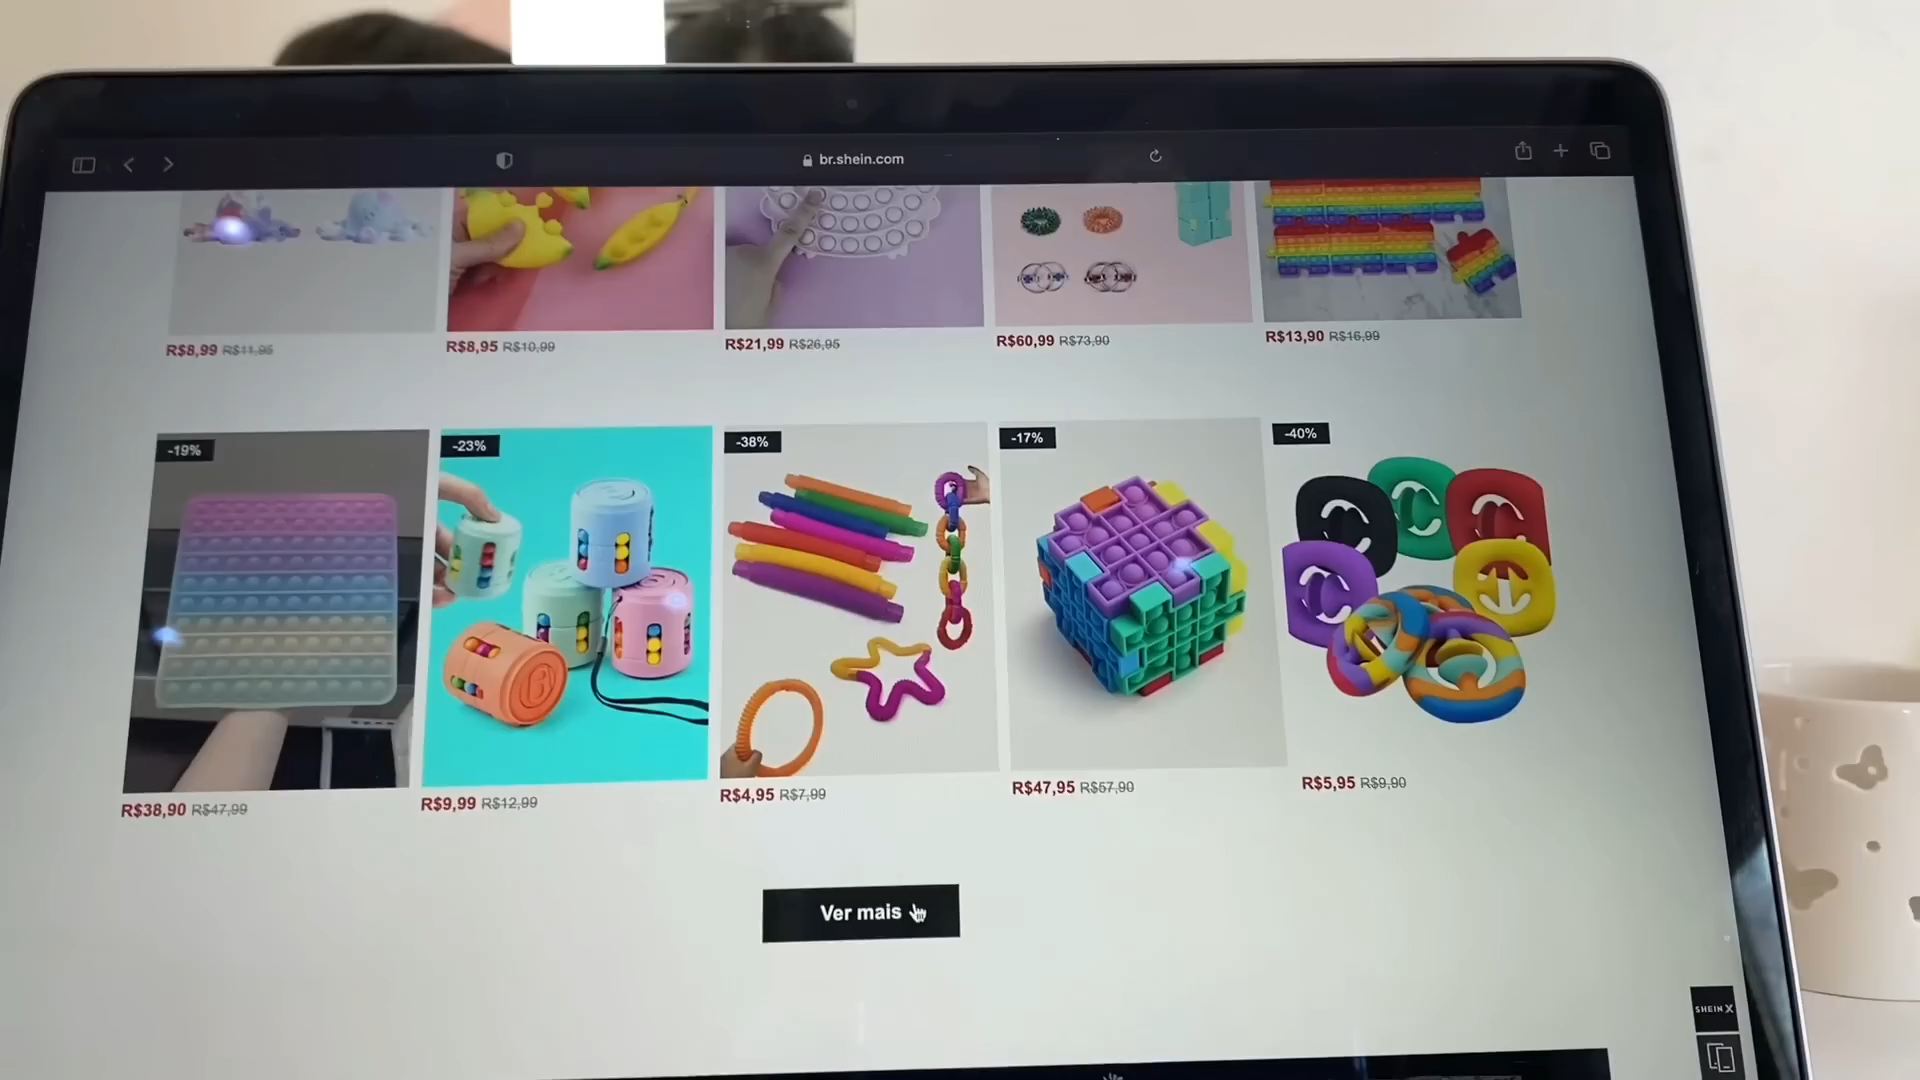 br.shein.com
R$8,99 R$11,95
R$8,95 R$10,99
R$21,99 R$26,95
R$60,99 R$73,90
R$13,90 R$16,99
-19%
-23%
-38%
-17%
-40%
R$38,90 R$47,99
R$9,99 R$12,99
R$4,95 R$7,99
R$47,95 R$57,90
R$5,95 R$9,90
Ver mais
SHEIN X